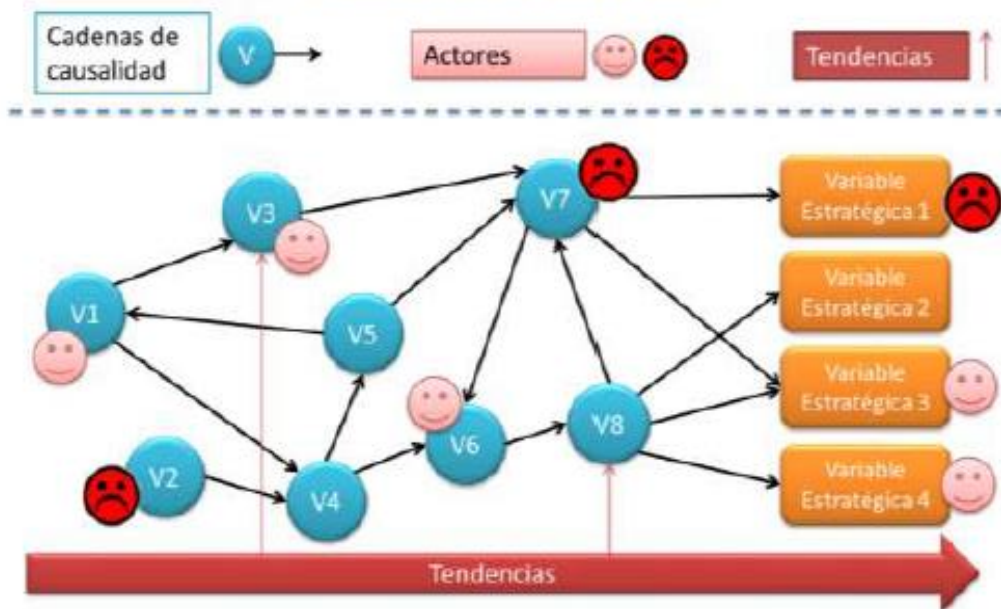 Cadenas de
causalidad
V
Actores
Tendencias
V3
V7
Variable
Estratégica 1
V1
V5
Variable
Estratégica 2
V6
V8
Variable
Estratégica 3
V2
V4
Variable
Estratégica 4
Tendencias